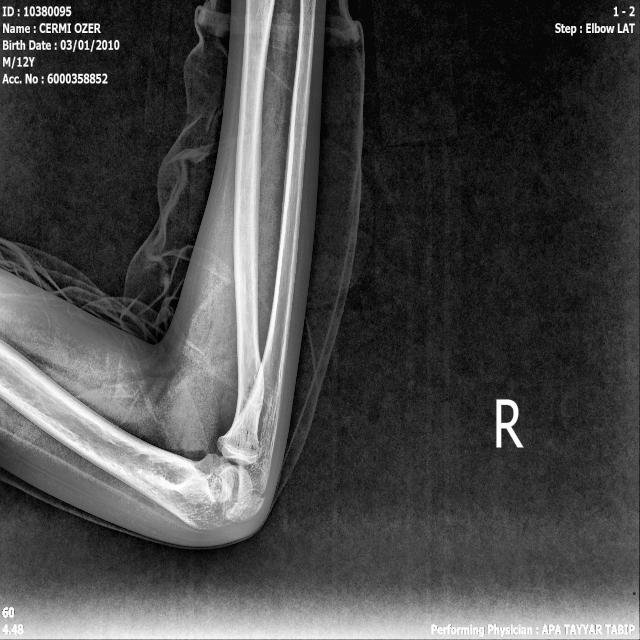 ID : 10380095
Name : CERMI OZER
Birth Date : 03/01/2010
M/12Y
Acc. No : 6000358852
1 - 2
Step : Elbow LAT
R
60
4.48
Performing Physician : APA TAYYAR TABIP